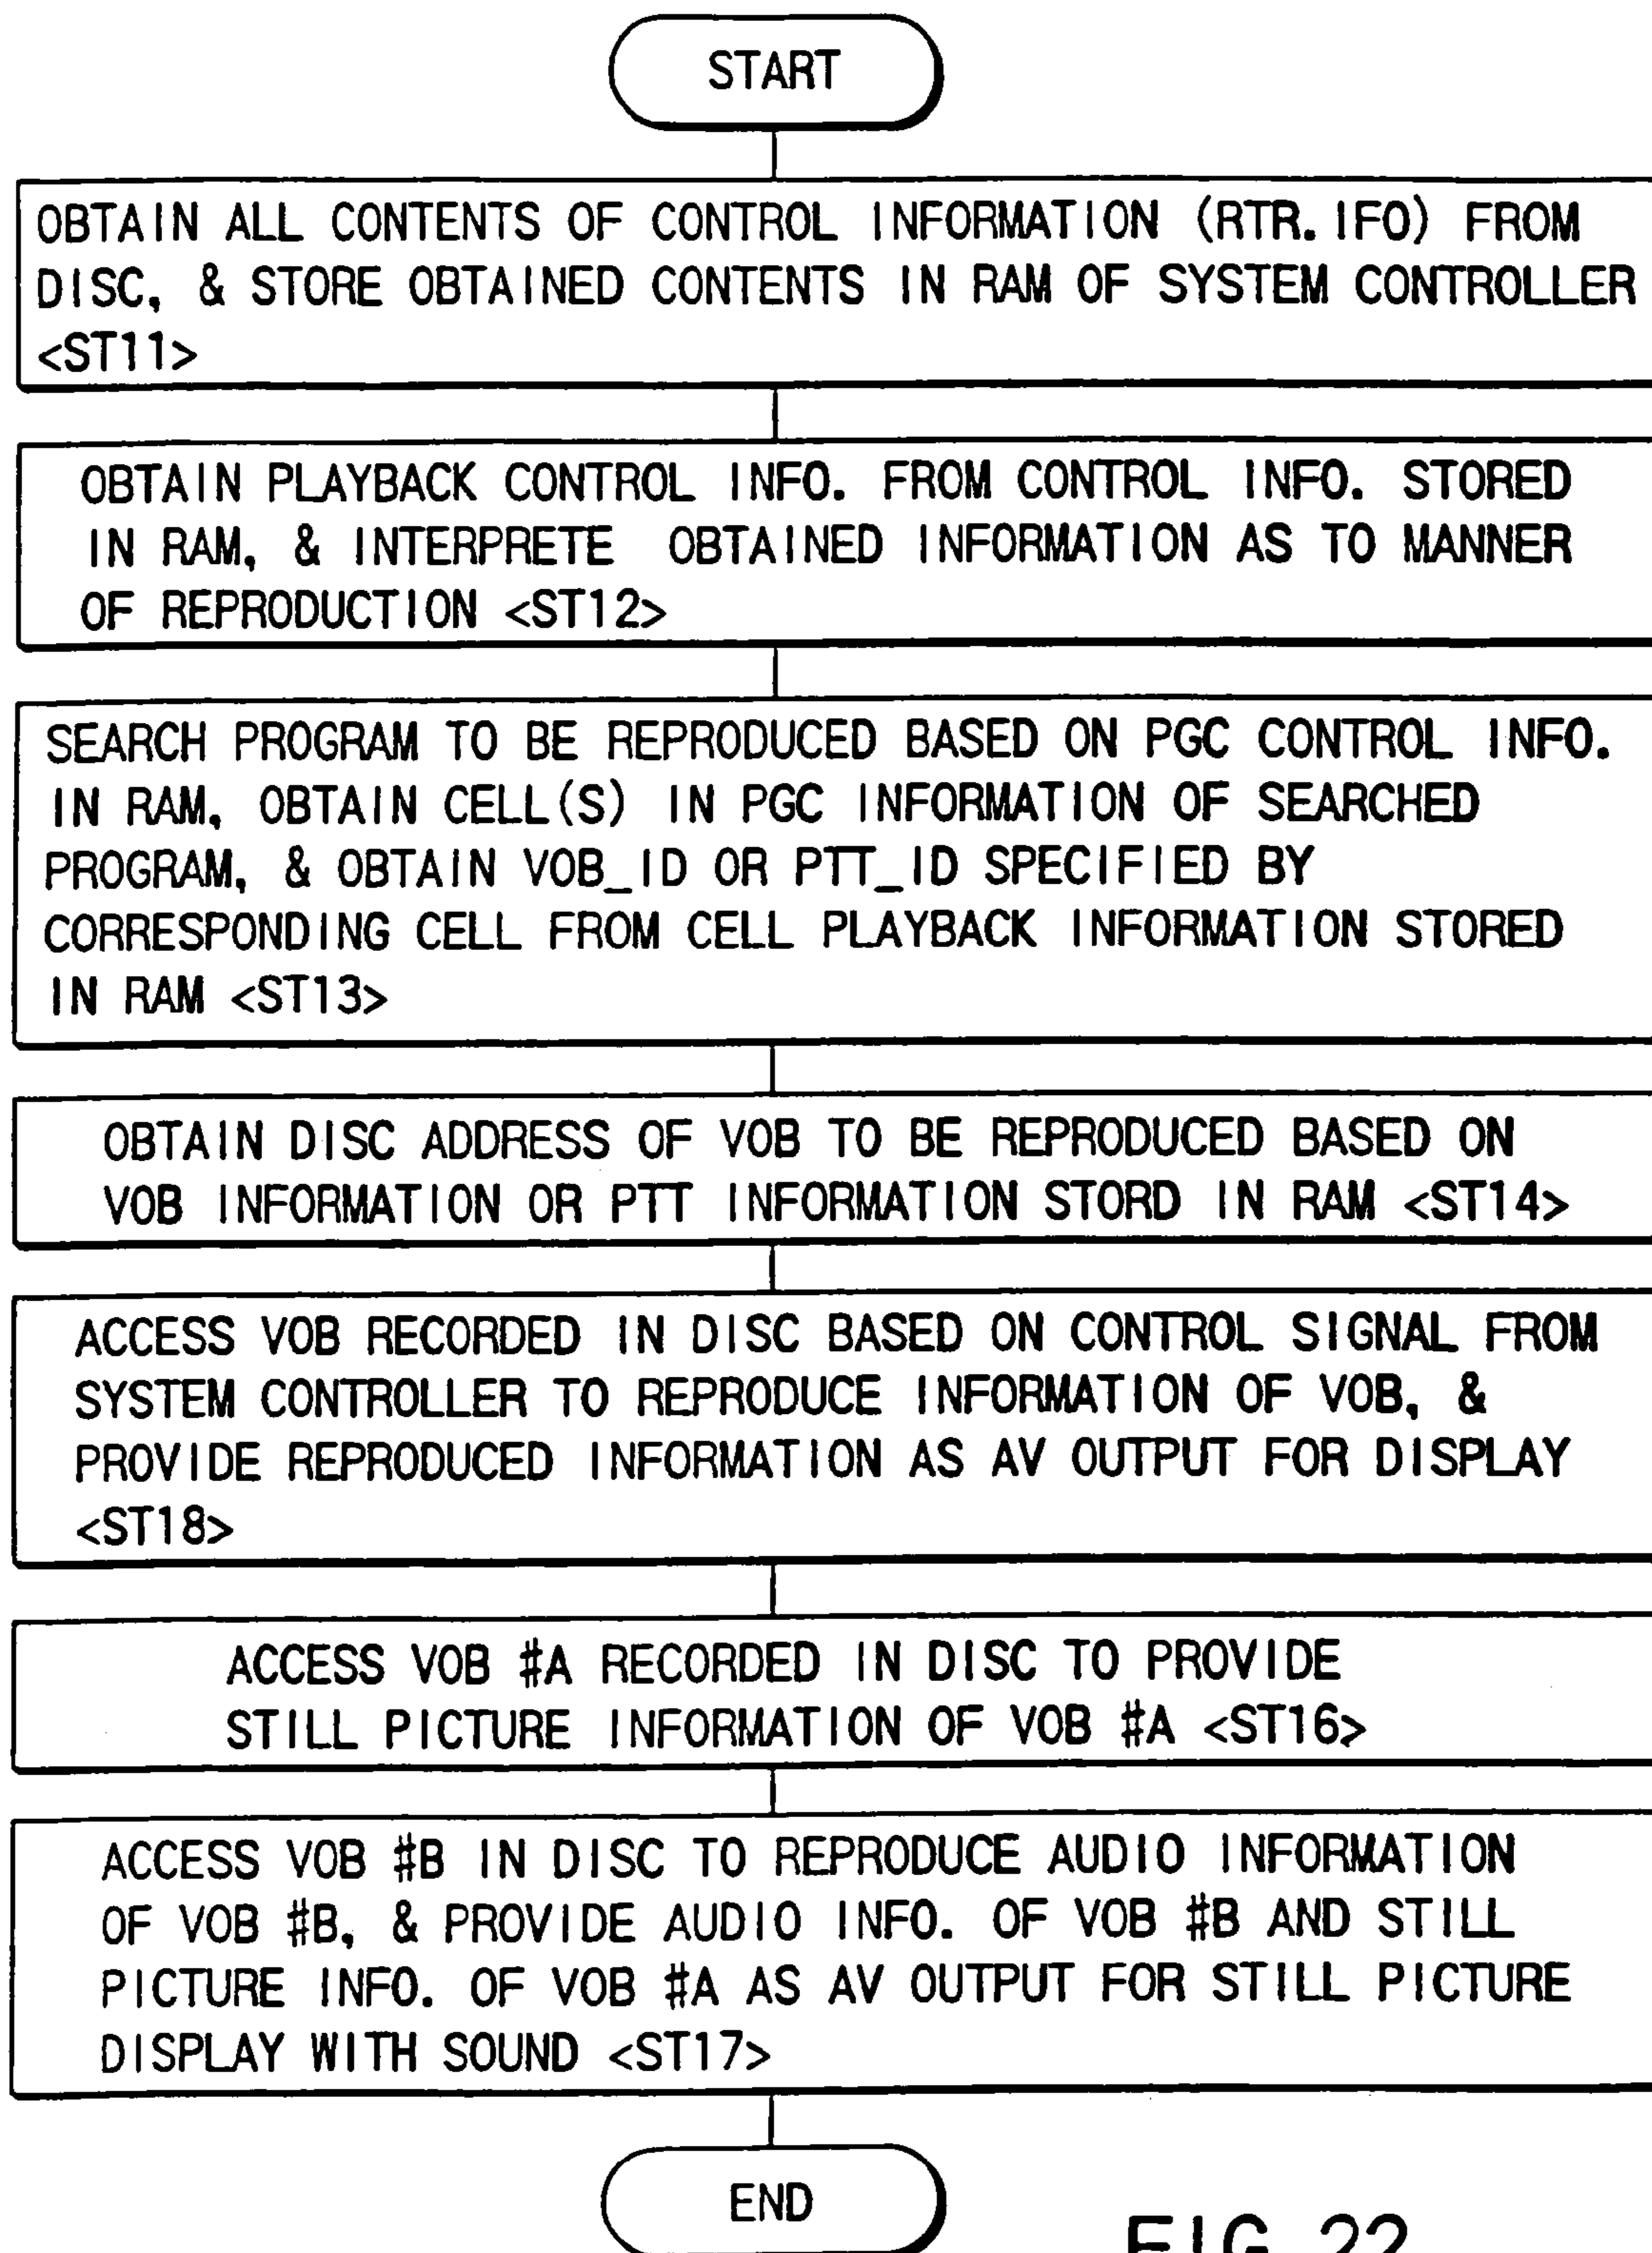 START
OBTAIN ALL CONTENTS OF CONTROL INFORMATION (RTR.IFO) FROM
DISC, & STORE OBTAINED CONTENTS IN RAM OF SYSTEM CONTROLLER
<ST11>
OBTAIN PLAYBACK CONTROL INFO. FROM CONTROL INFO. STORED
IN RAM, & INTERPRETE OBTAINED INFORMATION AS TO MANNER
OF REPRODUCTION <ST12>
SEARCH PROGRAM TO BE REPRODUCED BASED ON PGC CONTROL INFO.
IN RAM, OBTAIN CELL(S) IN PGC INFORMATION OF SEARCHED
PROGRAM, & OBTAIN VOB_ID OR PTT_ID SPECIFIED BY
CORRESPONDING CELL FROM CELL PLAYBACK INFORMATION STORED
IN RAM <ST13>
OBTAIN DISC ADDRESS OF VOB TO BE REPRODUCED BASED ON
VOB INFORMATION OR PTT INFORMATION STORD IN RAM <ST14>
ACCESS VOB RECORDED IN DISC BASED ON CONTROL SIGNAL FROM
SYSTEM CONTROLLER TO REPRODUCE INFORMATION OF VOB, &
PROVIDE REPRODUCED INFORMATION AS AV OUTPUT FOR DISPLAY
<ST18>
ACCESS VOB #A RECORDED IN DISC TO PROVIDE
STILL PICTURE INFORMATION OF VOB #A <ST16>
ACCESS VOB #B IN DISC TO REPRODUCE AUDIO INFORMATION
OF VOB #B, & PROVIDE AUDIO INFO. OF VOB #B AND STILL
PICTURE INFO. OF VOB #A AS AV OUTPUT FOR STILL PICTURE
DISPLAY WITH SOUND <ST17>
END
FIG. 22